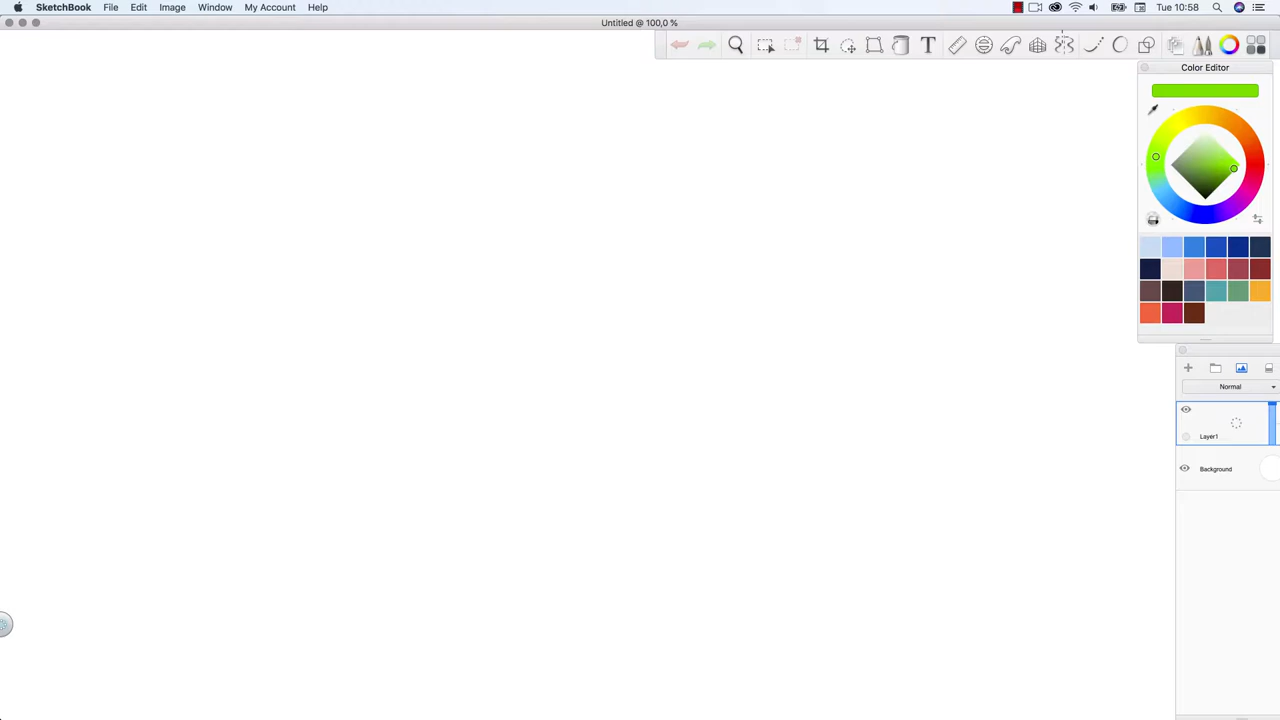 SketchBook File Edit Image Window My Account Help Tue 10:58
Untitled @ 100,0 %
T
Color Editor
Normal
Layer1
Background